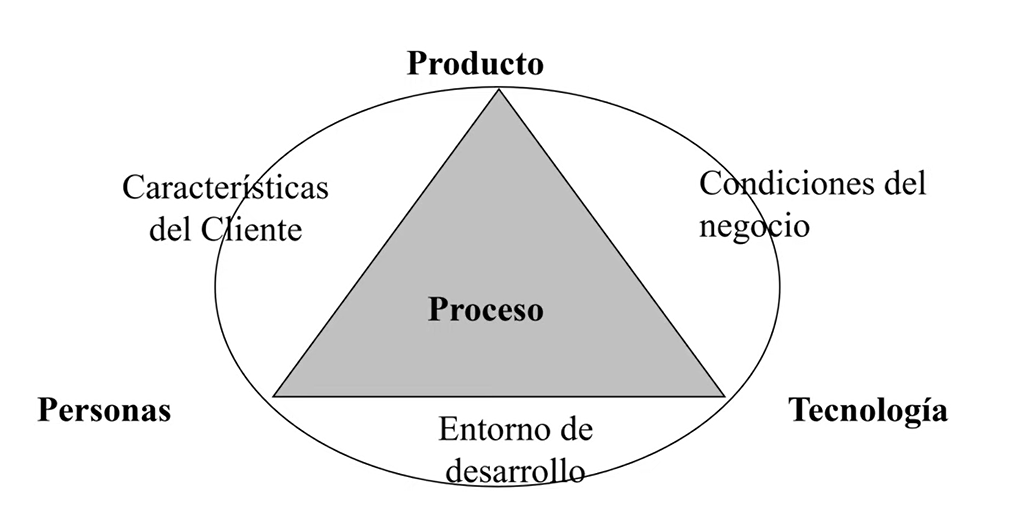 Producto
Características
del Cliente
Condiciones del
negocio
Proceso
Personas
Tecnología
Entorno de
desarrollo